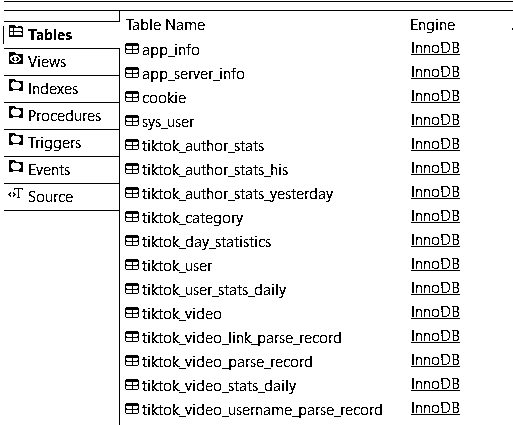 Tables
Views
Indexes
Procedures
Triggers
Events
Source
Table Name Engine
app_info InnoDB
app_server_info InnoDB
cookie InnoDB
sys_user InnoDB
tiktok_author_stats InnoDB
tiktok_author_stats_his InnoDB
tiktok_author_stats_yesterday InnoDB
tiktok_category InnoDB
tiktok_day_statistics InnoDB
tiktok_user InnoDB
tiktok_user_stats_daily InnoDB
tiktok_video InnoDB
tiktok_video_link_parse_record InnoDB
tiktok_video_parse_record InnoDB
tiktok_video_stats_daily InnoDB
tiktok_video_username_parse_record InnoDB